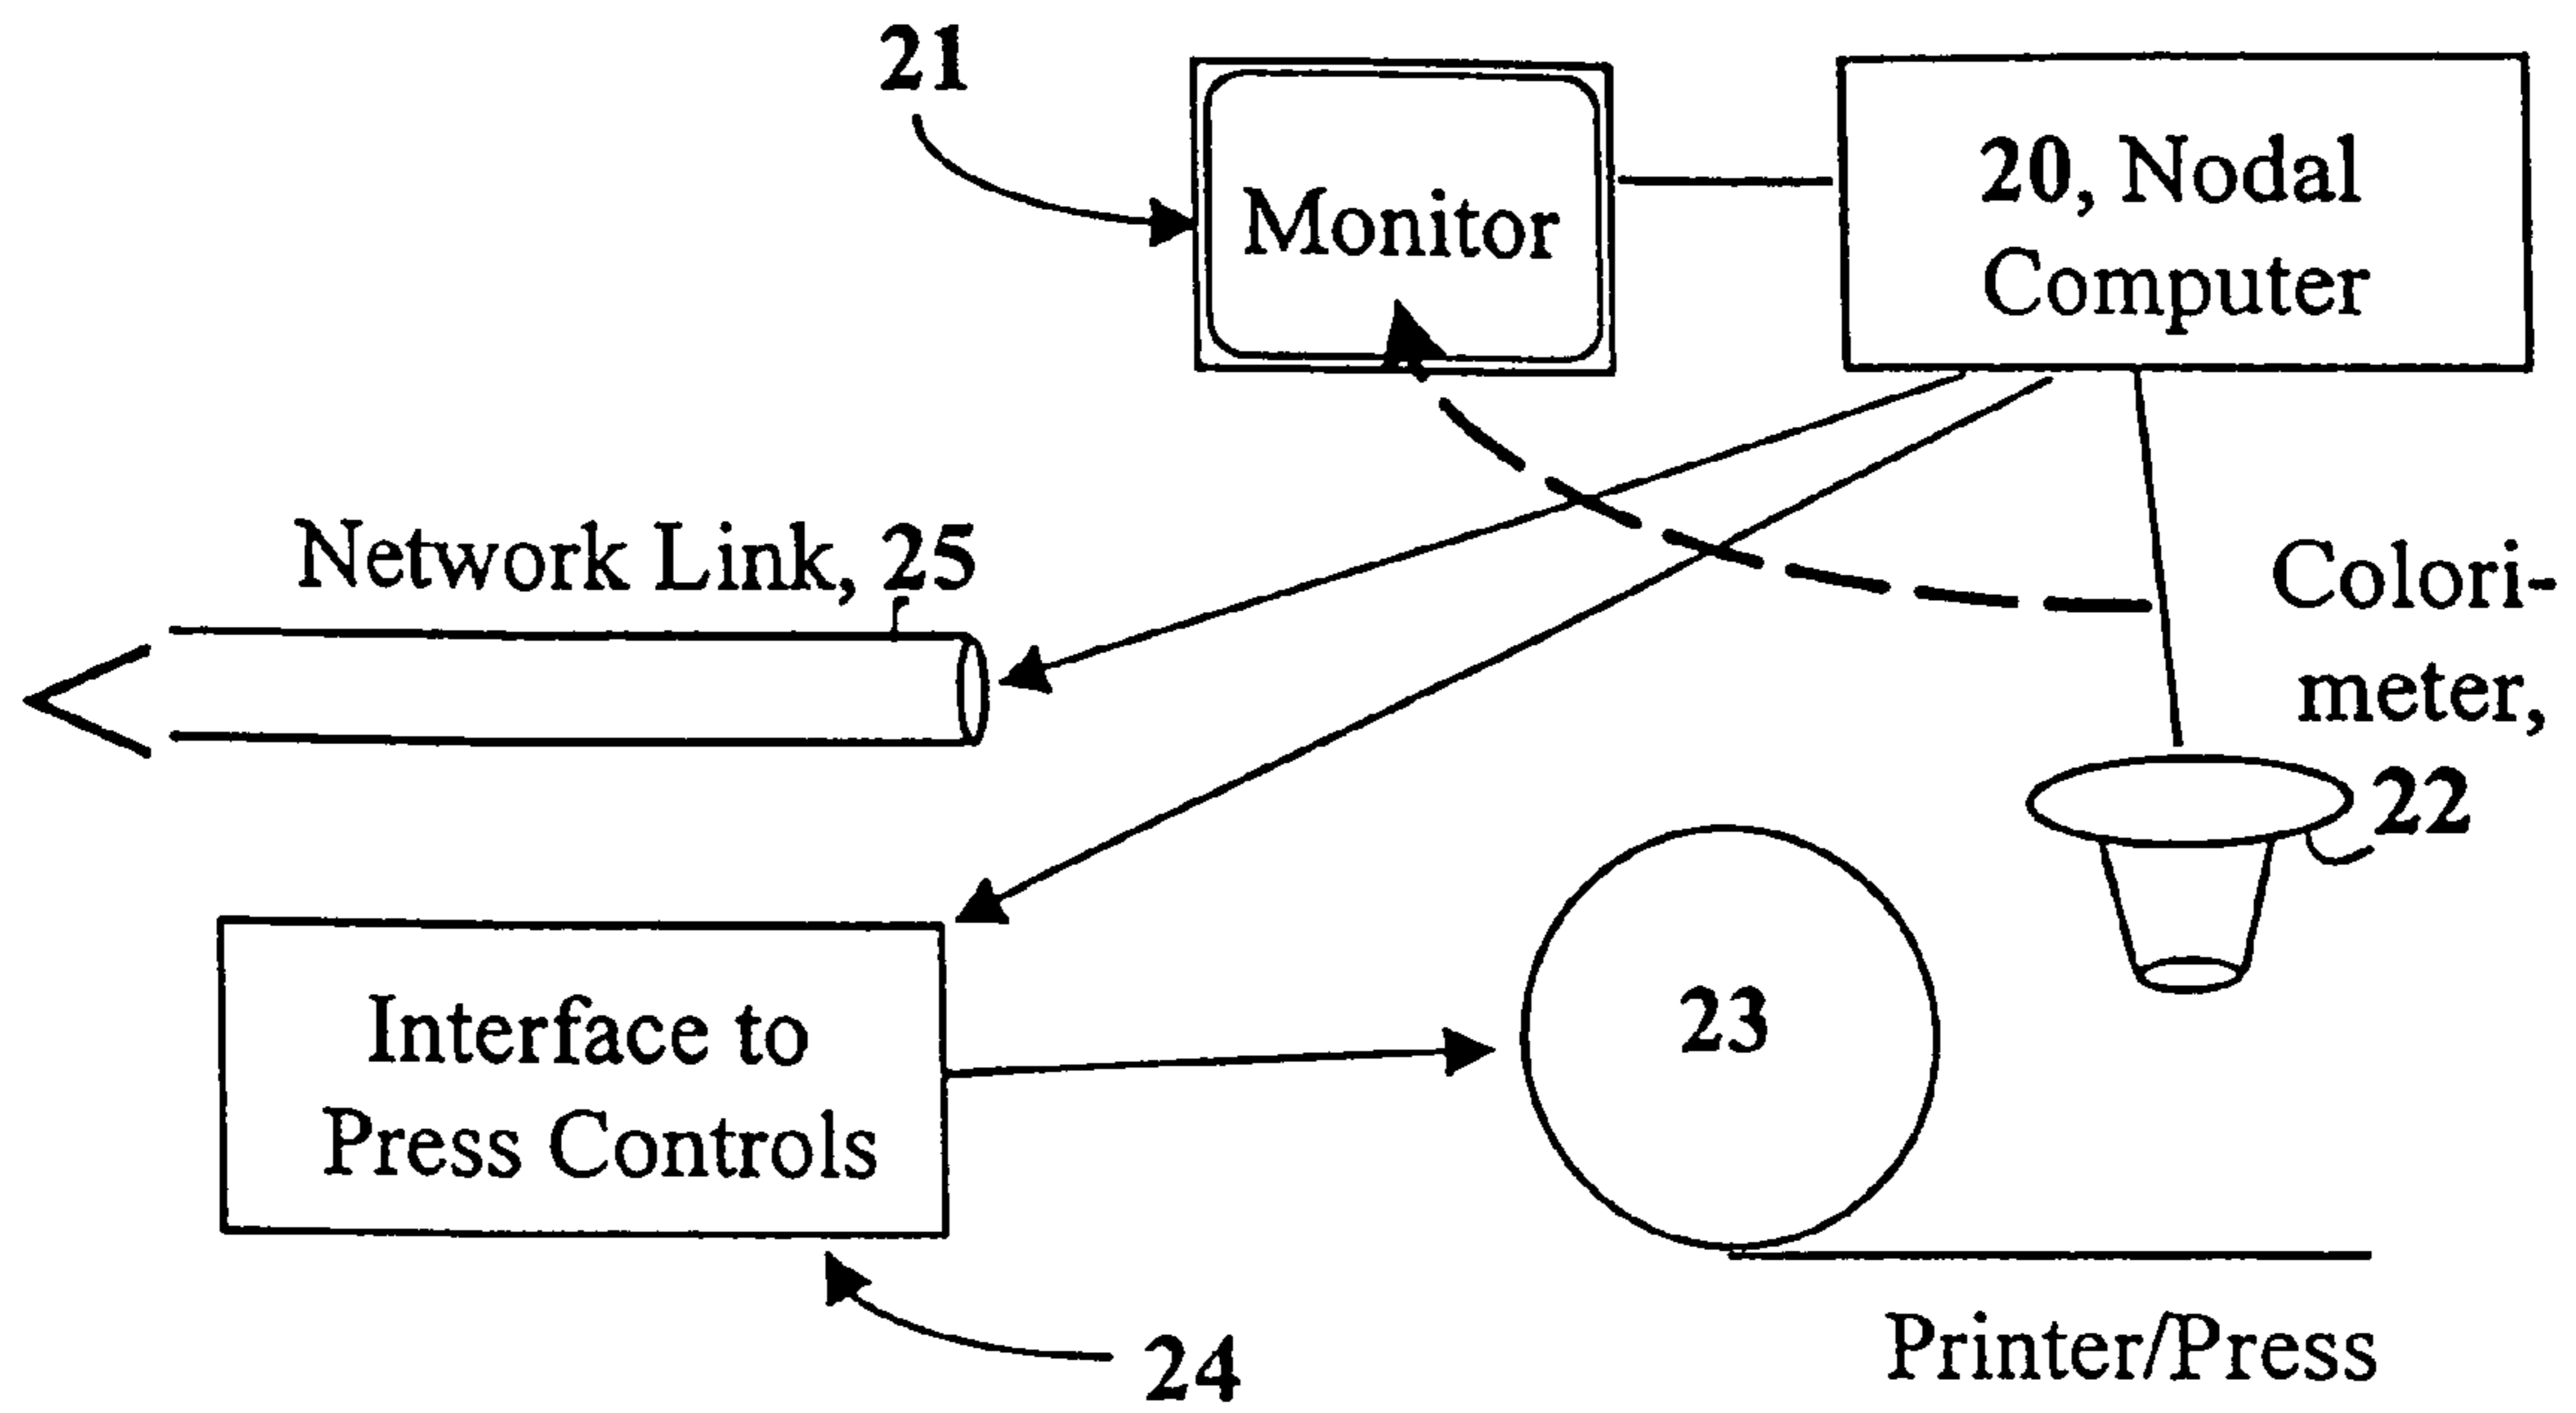 21
Monitor
20, Nodal
Computer
Network Link, 25
Colori-
meter,
22
Interface to
Press Controls
23
24
Printer/Press